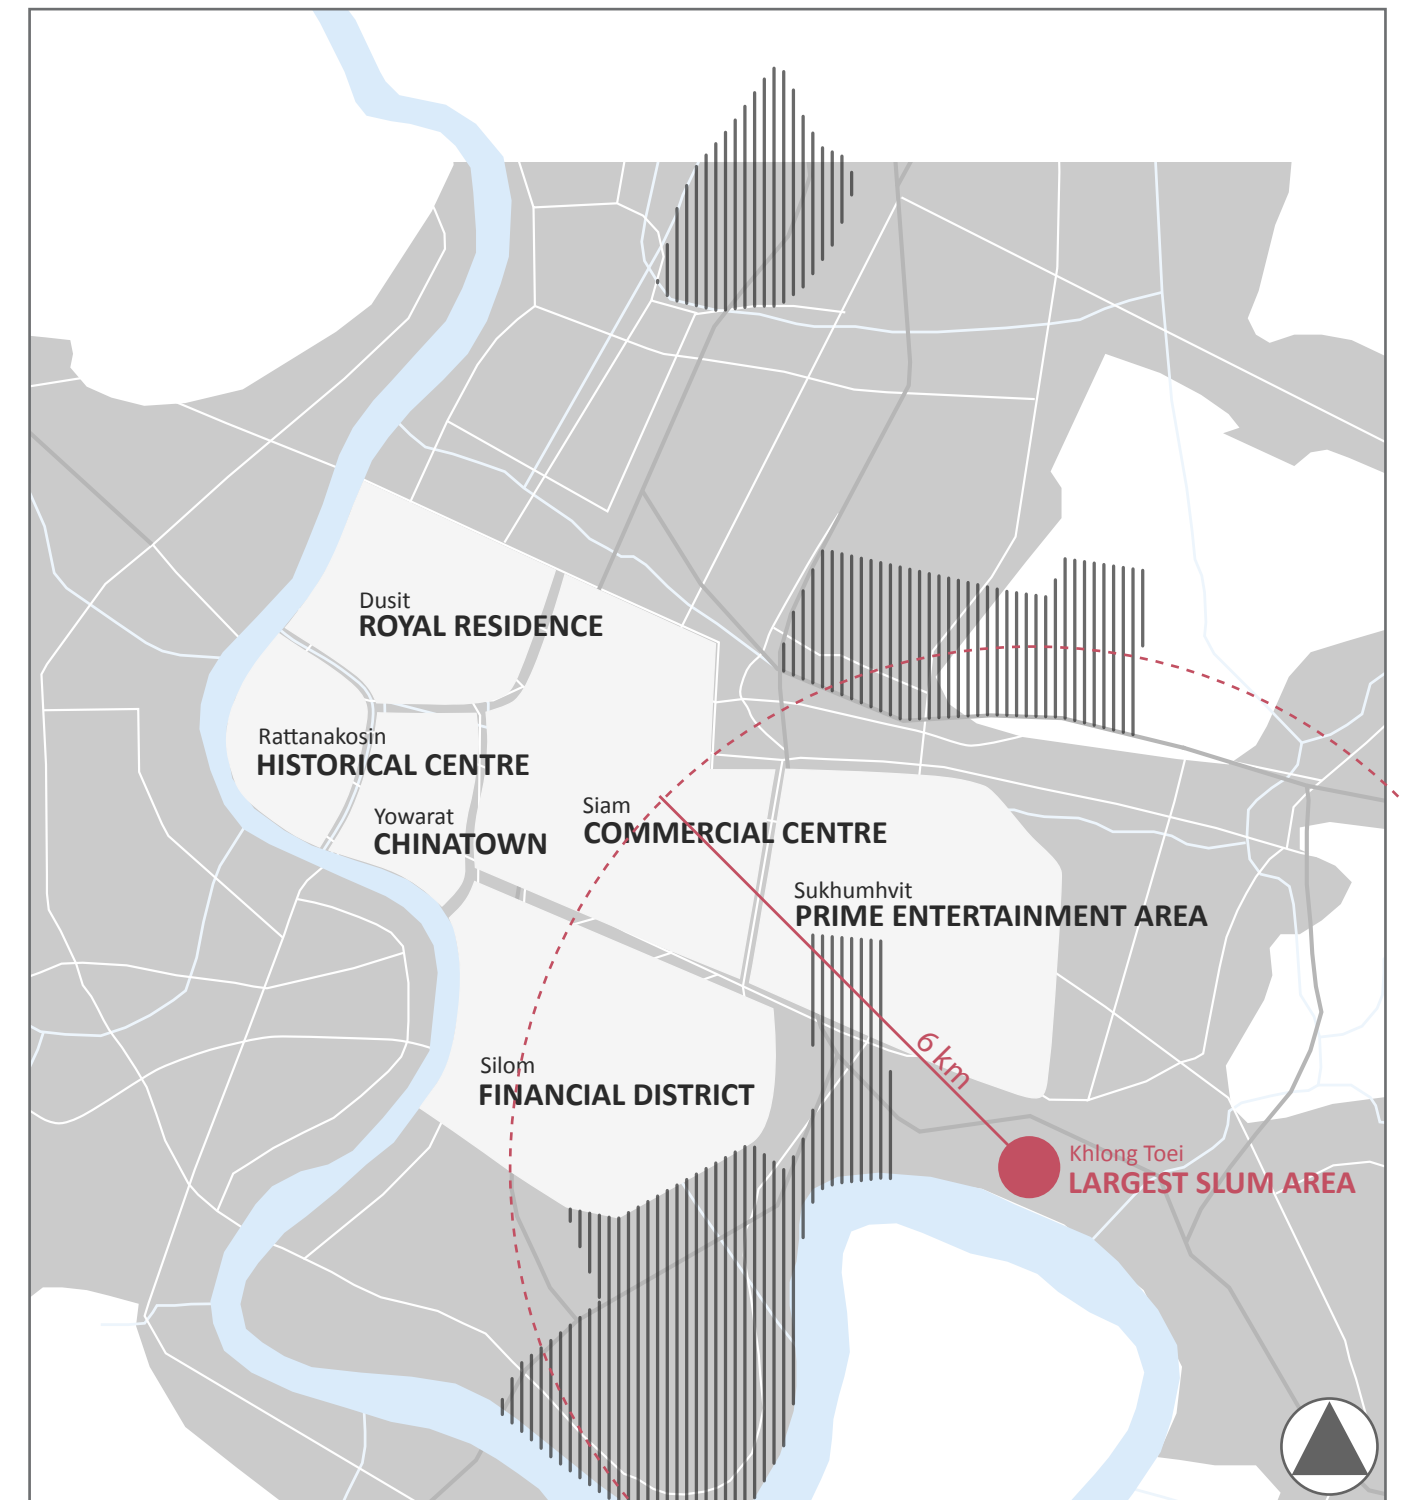 Dusit
ROYAL RESIDENCE
Rattanakosin
HISTORICAL CENTRE
Yowarat
CHINATOWN
Siam
COMMERCIAL CENTRE
Sukhumhvit
PRIME ENTERTAINMENT AREA
6 km
Silom
FINANCIAL DISTRICT
Khlong Toei
LARGEST SLUM AREA